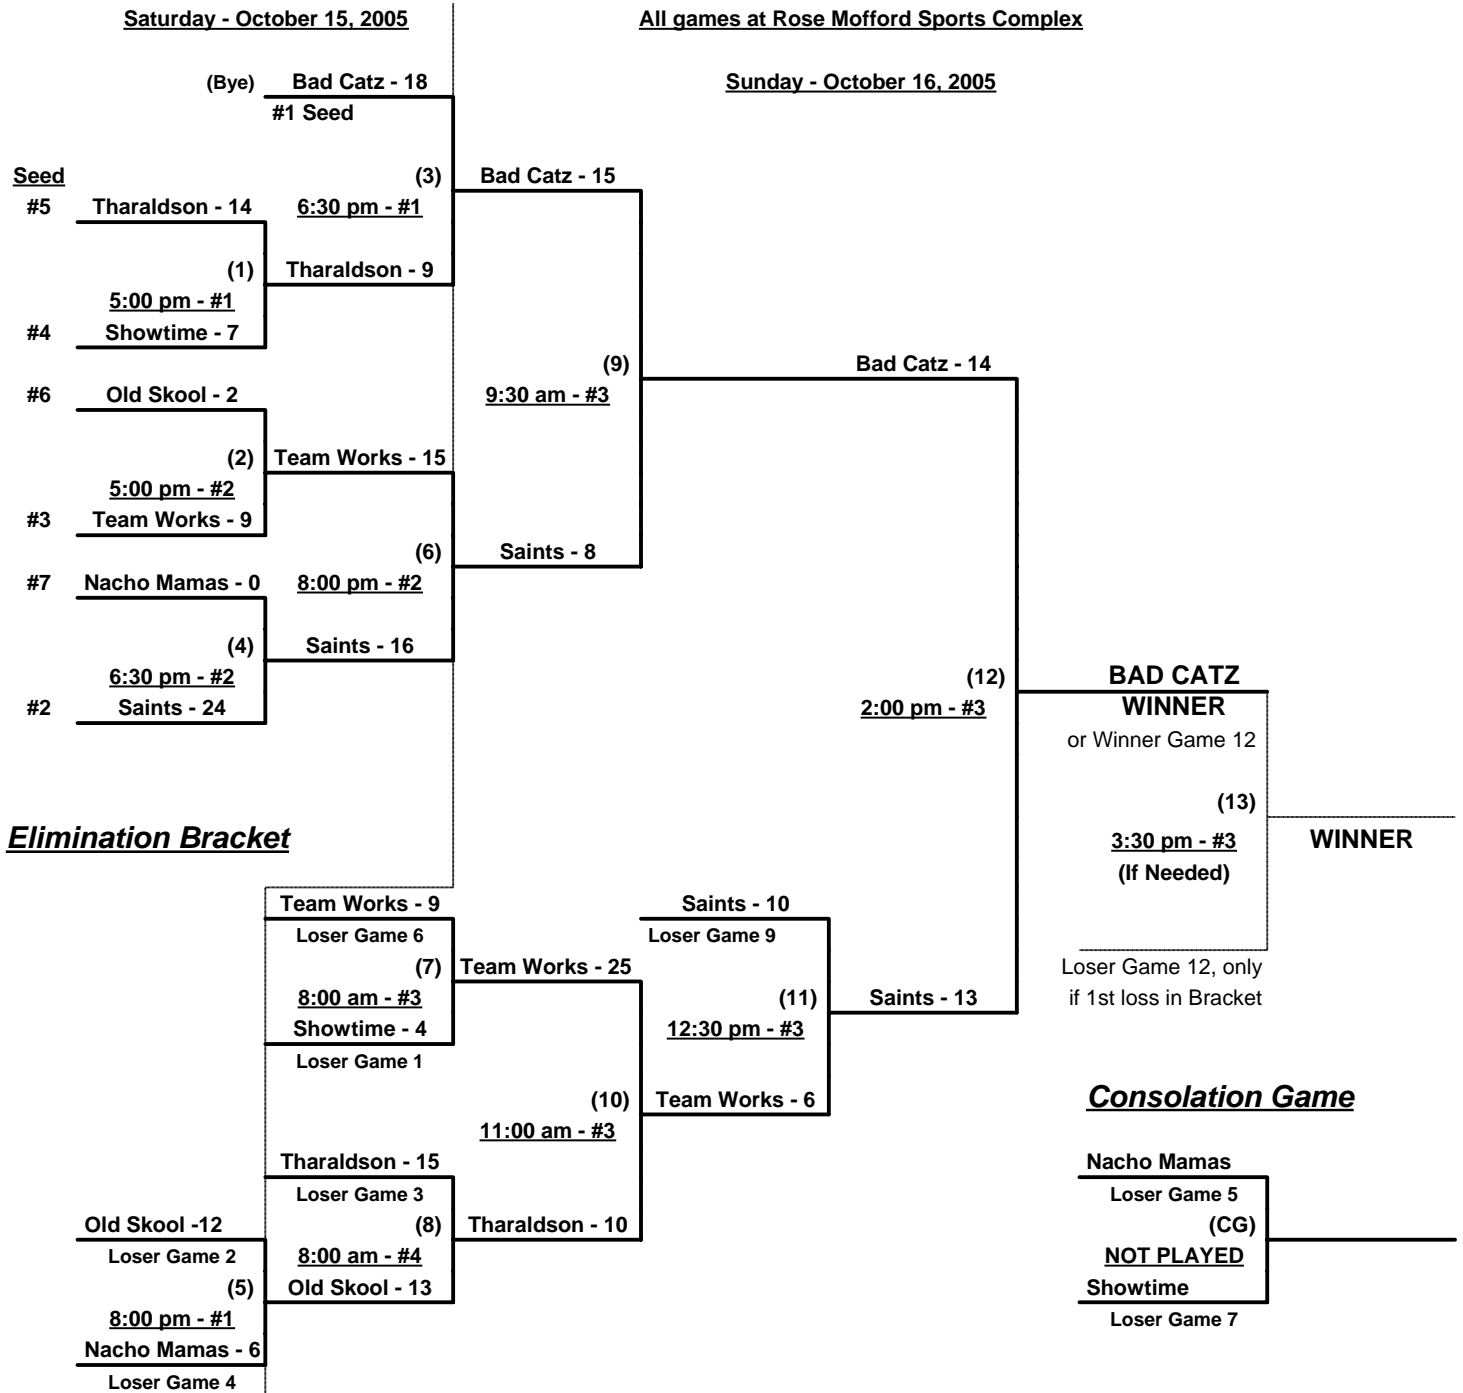 Saturday - October 15, 2005
All games at Rose Mofford Sports Complex
(Bye) Bad Catz - 18
Sunday - October 16, 2005
#1 Seed
Seed
(3) Bad Catz - 15
#5 Tharaldson - 14
6:30 pm - #1
(1) Tharaldson - 9
5:00 pm - #1
#4 Showtime - 7
(9) Bad Catz - 14
#6 Old Skool - 2
9:30 am - #3
(2) Team Works - 15
5:00 pm - #2
#3 Team Works - 9
(6) Saints - 8
#7 Nacho Mamas - 0
8:00 pm - #2
(4) Saints - 16
6:30 pm - #2
(12) BAD CATZ
#2 Saints - 24
2:00 pm - #3
WINNER
or Winner Game 12
(13)
Elimination Bracket
3:30 pm - #3
WINNER
(If Needed)
Team Works - 9
Saints - 10
Loser Game 6
Loser Game 9
(7) Team Works - 25
Loser Game 12, only
8:00 am - #3
(11) Saints - 13
if 1st loss in Bracket
Showtime - 4
12:30 pm - #3
Loser Game 1
(10) Team Works - 6
Consolation Game
11:00 am - #3
Tharaldson - 15
Nacho Mamas
Loser Game 3
Loser Game 5
Old Skool -12
(8) Tharaldson - 10
(CG)
Loser Game 2
8:00 am - #4
NOT PLAYED
(5) Old Skool - 13
Showtime
8:00 pm - #1
Loser Game 7
Nacho Mamas - 6
Loser Game 4